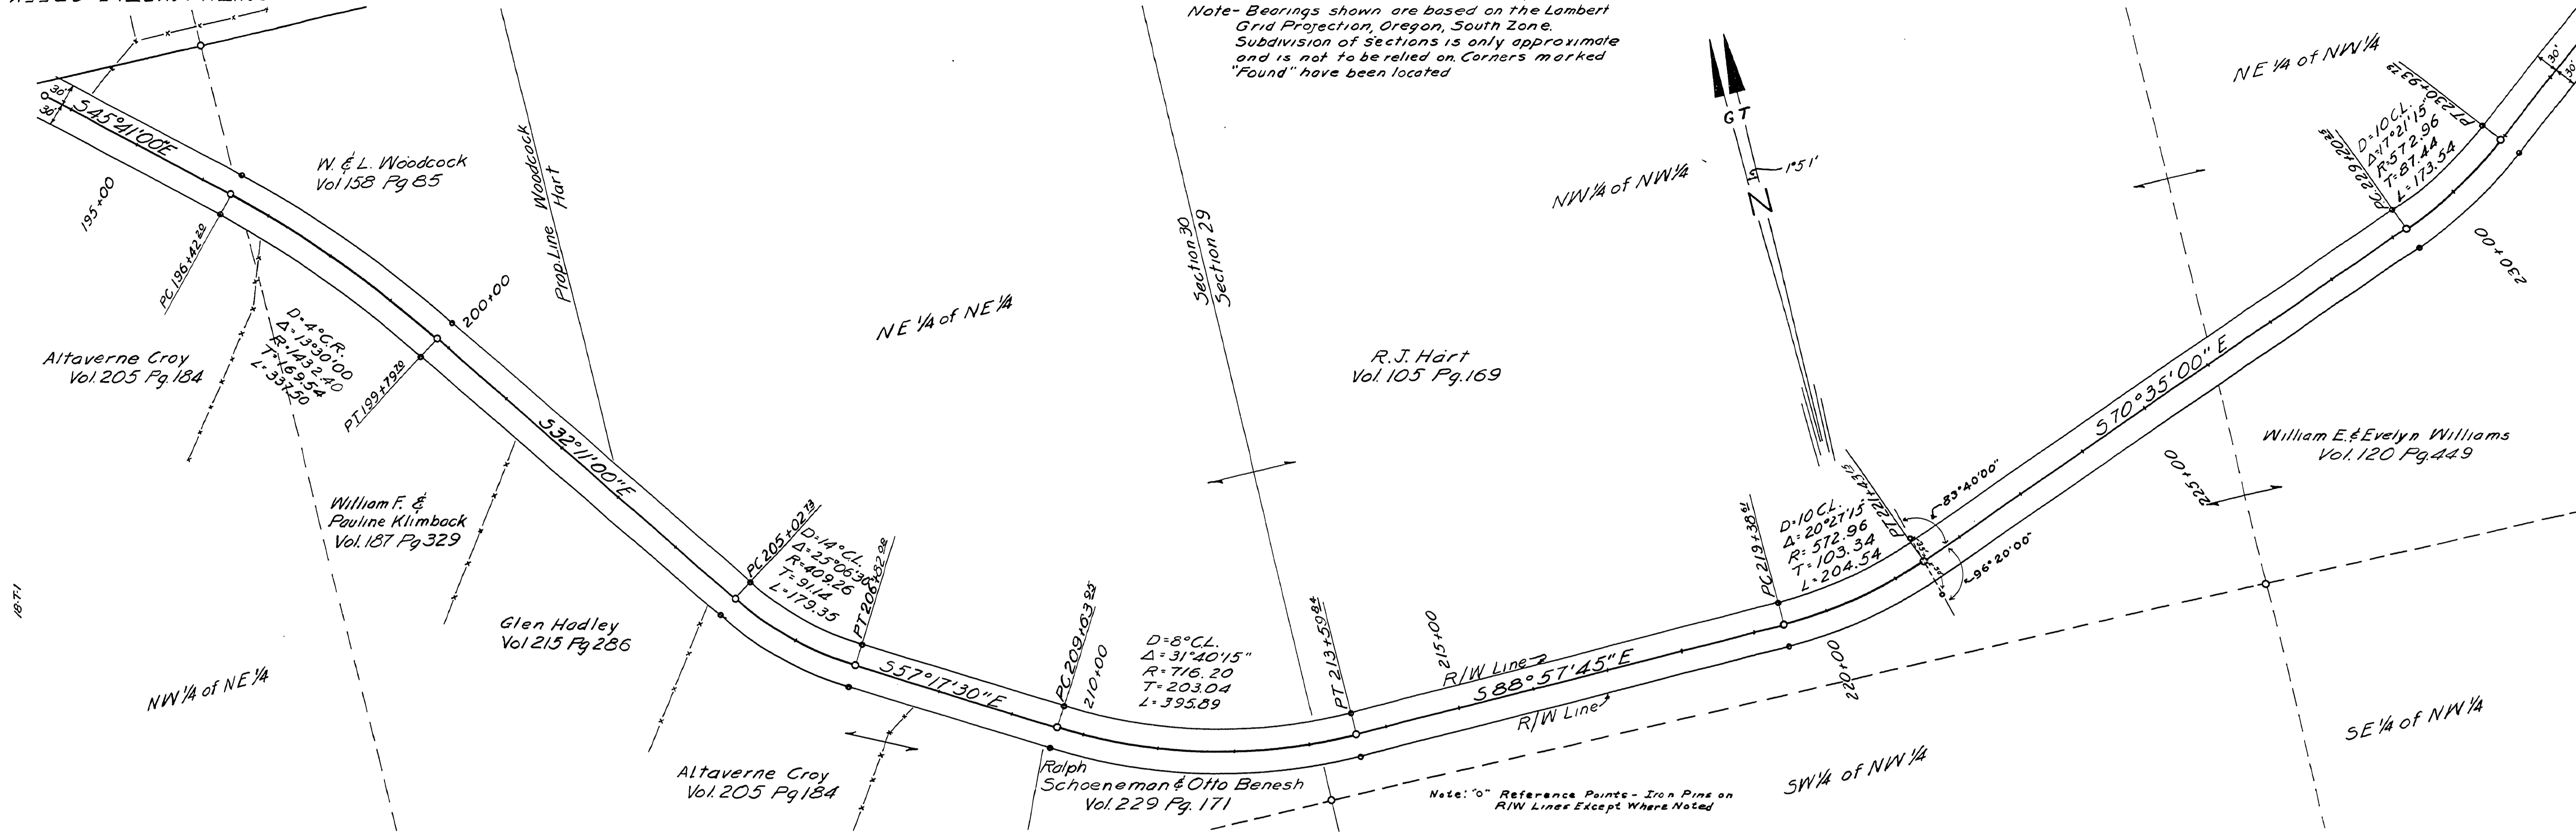 Note- Bearings shown are based on the Lambert
Grid Projection, Oregon, South Zone.
Subdivision of sections is only approximate
and is not to be relied on. Corners marked
"Found" have been located
30'
30'
S45°41'00"E
195+00
PC 196+42.20
W. & L. Woodcock
Vol 158 Pg 85
Prop. Line Woodcock
Hart
200+00
D=4°C.R.
Δ=13°30'00
R=1432.40
T=169.54
L=337.50
PT 199+79.70
Altaverne Croy
Vol. 205 Pg. 184
S32°11'00"E
William F. &
Pauline Klimback
Vol. 187 Pg 329
Glen Hadley
Vol 215 Pg 286
NW 1/4 of NE 1/4
18-7-1
PC 205+02.73
D=14°C.L.
Δ=25°06'30"
R=409.26
T=91.14
L=179.35
PT 206+82.08
S57°17'30"E
Altaverne Croy
Vol. 205 Pg 184
NE 1/4 of NE 1/4
Section 30
Section 29
PC 209+63.95
210+00
D=8°C.L.
Δ=31°40'15"
R=716.20
T=203.04
L=395.89
PT 213+59.84
Ralph
Schoeneman & Otto Benesh
Vol. 229 Pg. 171
R.J. Hart
Vol. 105 Pg. 169
NW 1/4 of NW 1/4
G T
1°51'
N
215+00
R/W Line
S88°57'45"E
R/W Line
Note: "o" Reference Points - Iron Pins on
R/W Lines Except Where Noted
PC 219+38.61
D=10 C.L.
Δ=20°27'15"
R=572.96
T=103.34
L=204.54
83°40'00"
96°20'00"
220+00
SW 1/4 of NW 1/4
S70°35'00"E
225+00
William E. & Evelyn Williams
Vol. 120 Pg. 449
SE 1/4 of NW 1/4
NE 1/4 of NW 1/4
D=10 C.L.
Δ=17°21'15"
R=572.96
T=87.44
L=173.54
230+00
30'
30'